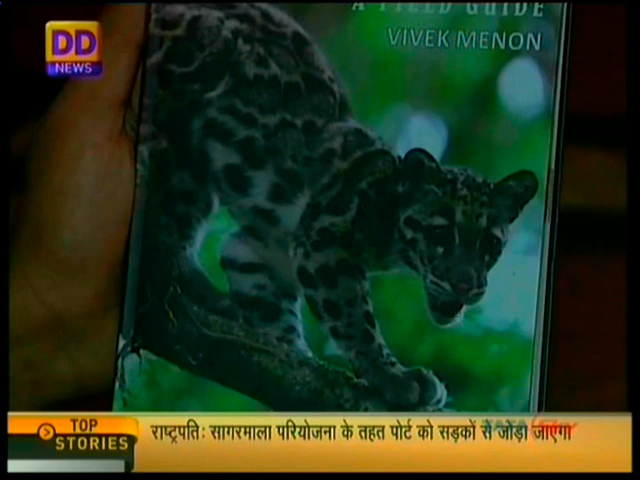 A FIELD GUIDE
VIVEK MENON
DD
NEWS
TOP
STORIES
राष्ट्रपति: सागरमाला परियोजना के तहत पोर्ट को सड़कों से जोड़ा जाएगा